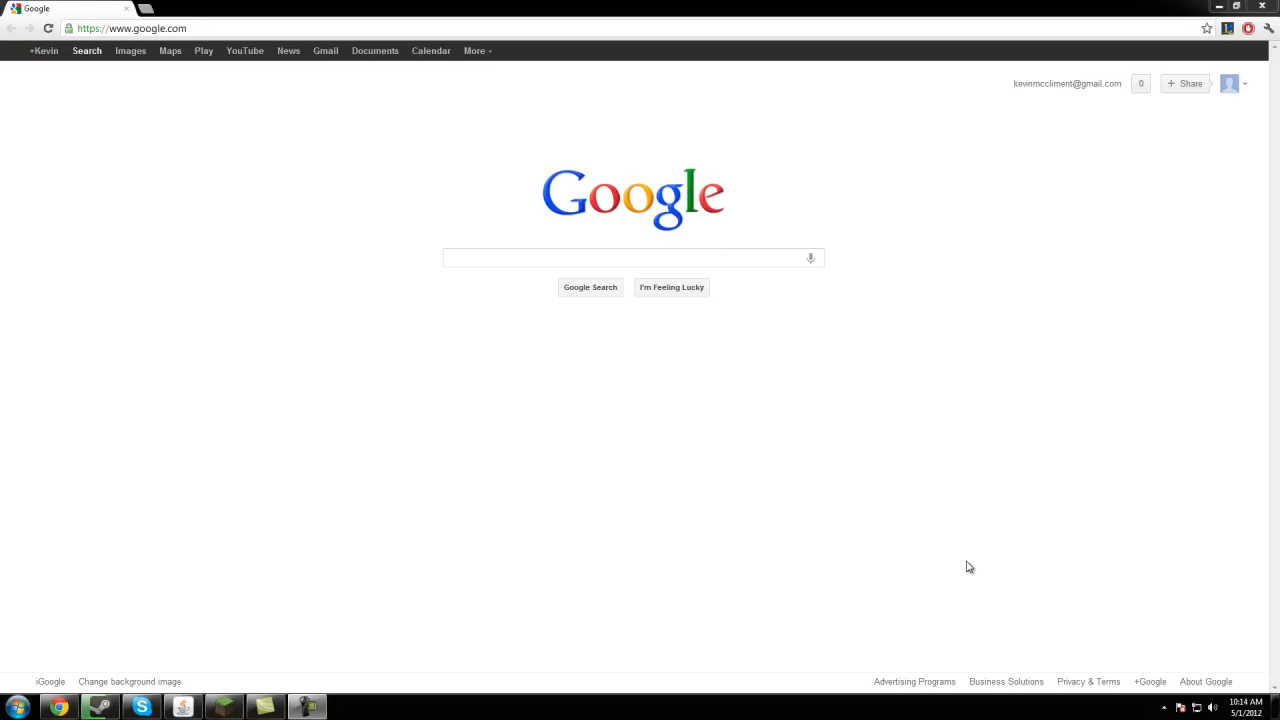 Google
https://www.google.com
+Kevin Search Images Maps Play YouTube News Gmail Documents Calendar More
kevinmccliment@gmail.com 0 + Share
Google
Google Search I'm Feeling Lucky
iGoogle Change background image Advertising Programs Business Solutions Privacy & Terms +Google About Google
10:14 AM
5/1/2012